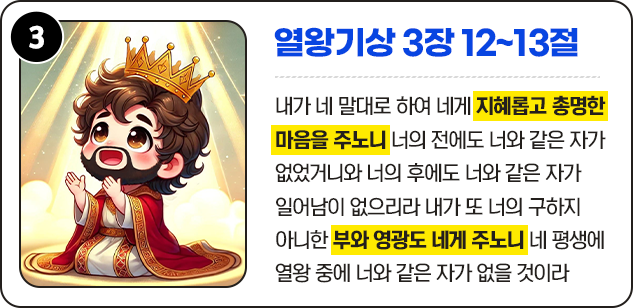 3
열왕기상 3장 12~13절
내가 네 말대로 하여 네게 지혜롭고 총명한
마음을 주노니 너의 전에도 너와 같은 자가
없었거니와 너의 후에도 너와 같은 자가
일어남이 없으리라 내가 또 너의 구하지
아니한 부와 영광도 네게 주노니 네 평생에
열왕 중에 너와 같은 자가 없을 것이라